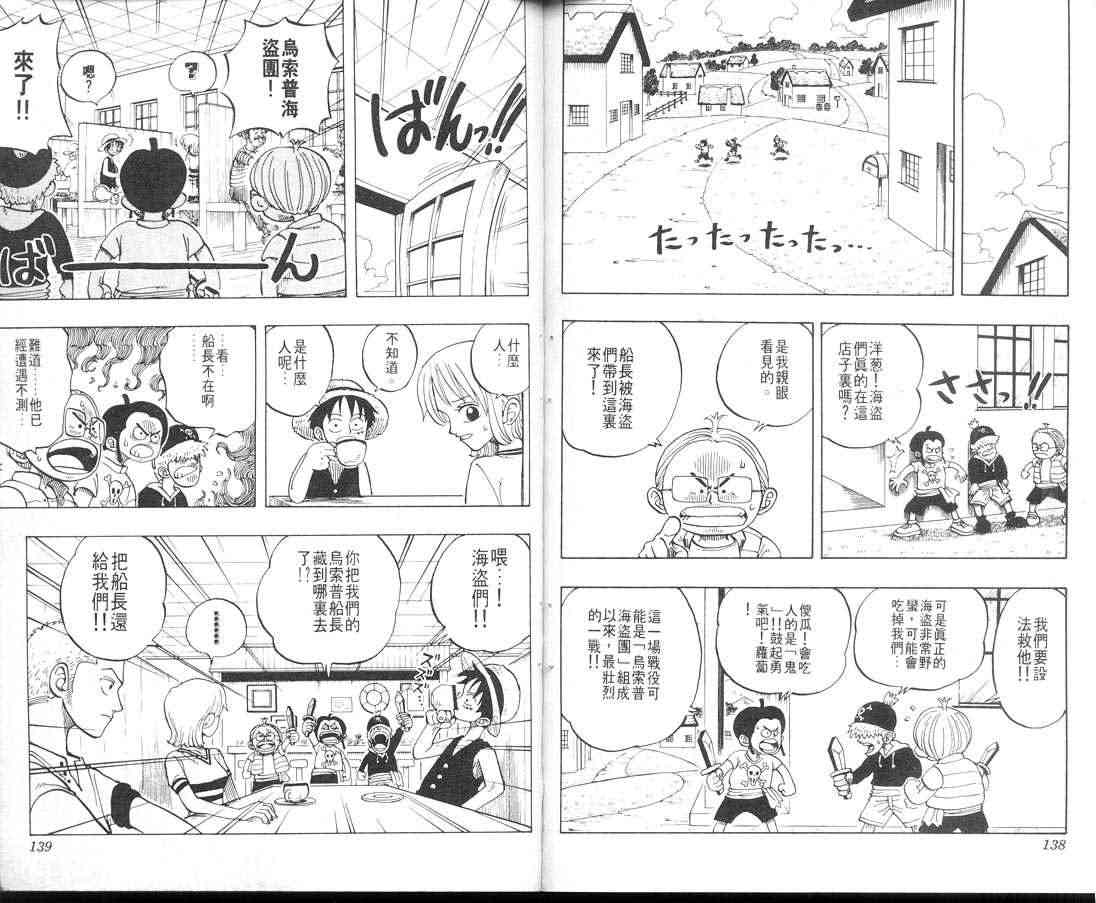 たったったったっ…
洋蔥！海盜
們真的在這
店子裏嗎？
ささっ!!
是我親眼
看見的。
船長被海盜
們帶到這裏
來了！
我們要設
法救他!!
可是真正的
海盜非常野
蠻，可能會
吃掉我們…
傻瓜！會吃
人的是「鬼
」!!鼓起勇
氣吧！蘿蔔
！
這一場戰役可
能是「烏索普
海盜團」組成
以來，最壯烈
的一戰!!
138
ばんっ!!
烏索普海
盜團！
？
嗯？
來了!!
ばーん
什麼
人…
不知道。
是什麼
人呢…
…看…
船長不在啊
……
難道……他已
經遭遇不測…
喂…！
海盜們!!
你把我們的
烏索普船長
藏到哪裏去
了!?
……
把船長還
給我們!!
ズズズ…
139